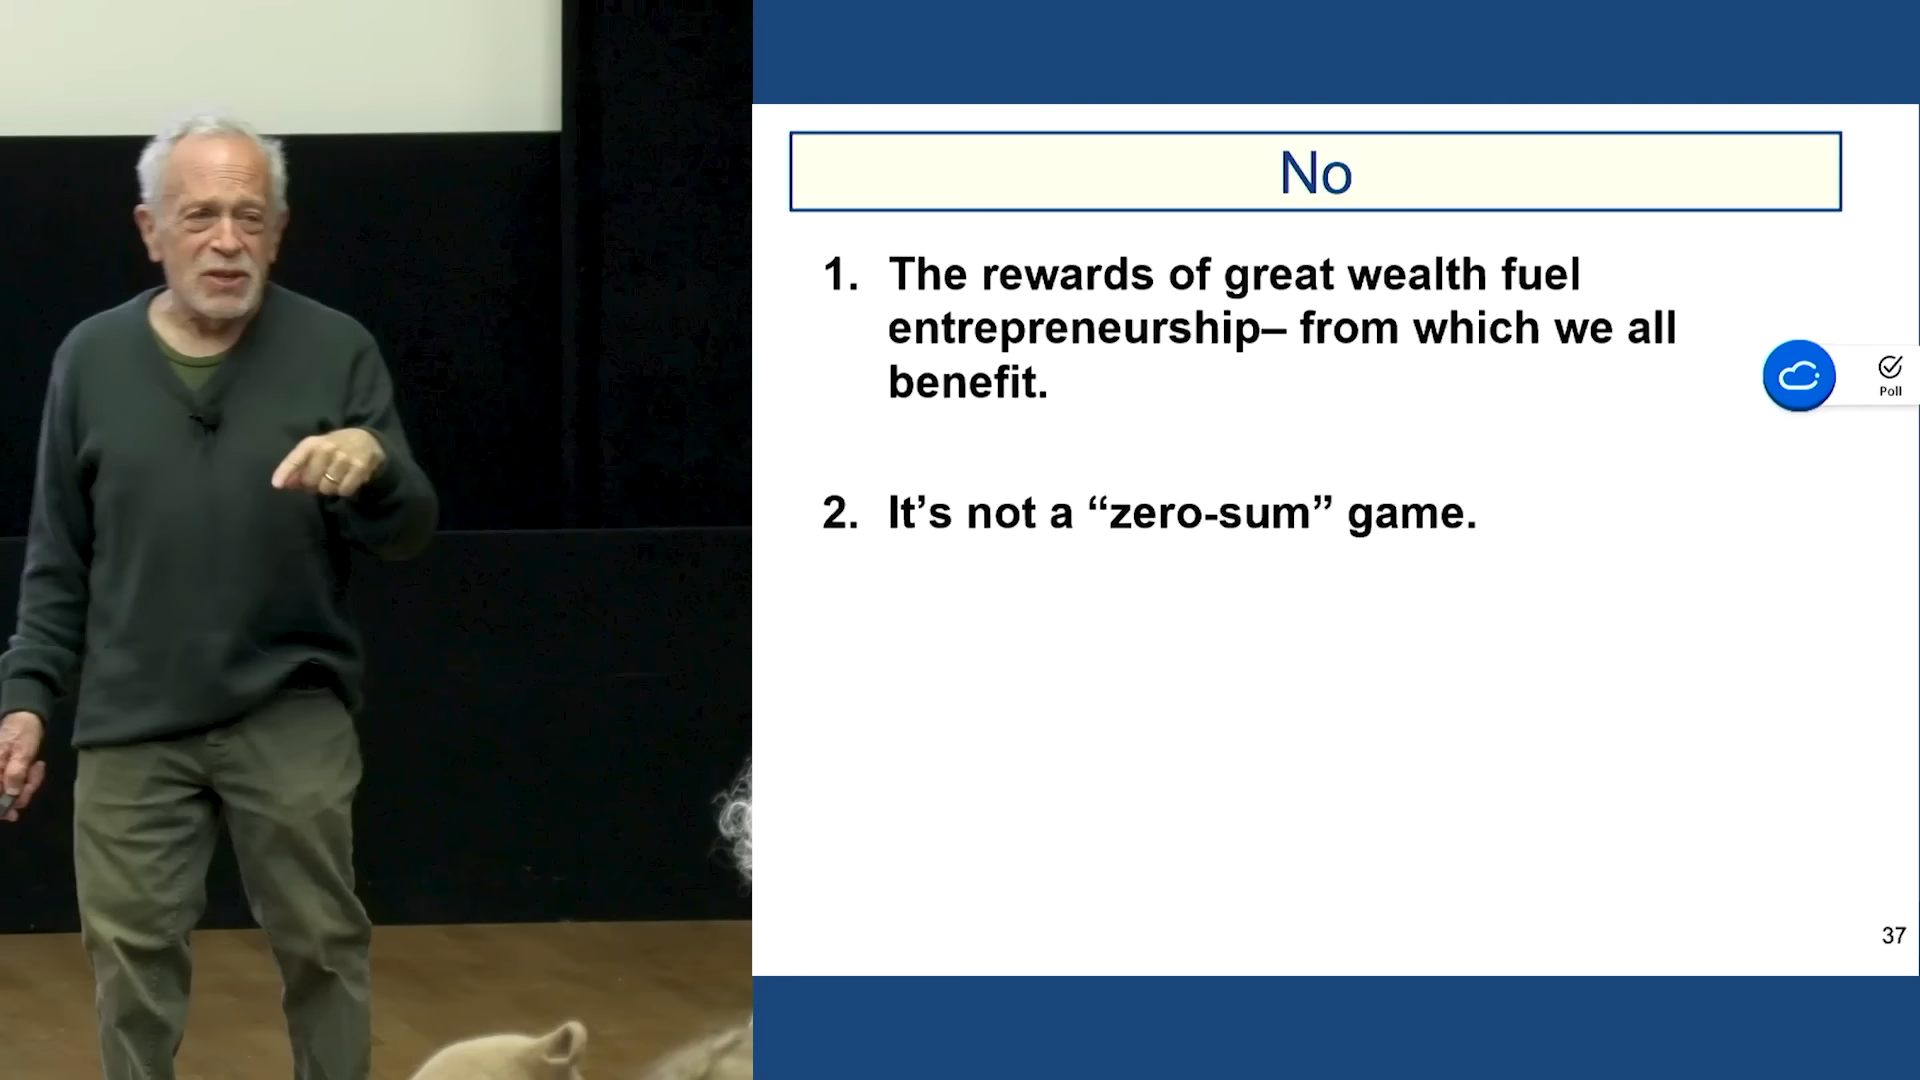 No
1. The rewards of great wealth fuel
entrepreneurship– from which we all
benefit.
Poll
2. It’s not a “zero-sum” game.
37